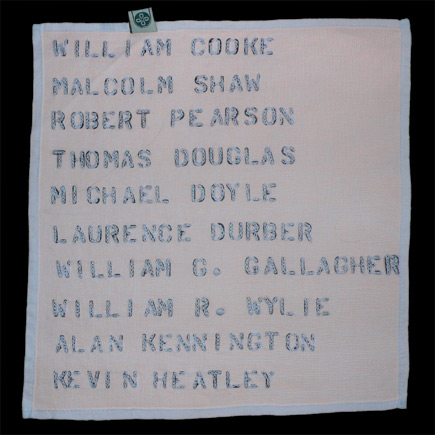 WILLIAM COOKE
MALCOLM SHAW
ROBERT PEARSON
THOMAS DOUGLAS
MICHAEL DOYLE
LAURENCE DURBER
WILLIAM G. GALLAGHER
WILLIAM R. WYLIE
ALAN KENNINGTON
KEVIN HEATLEY